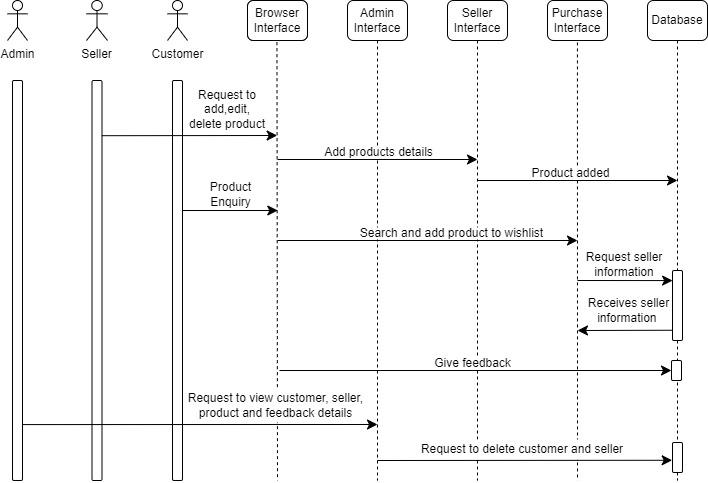 Admin
Seller
Customer
Browser
Interface
Admin
Interface
Seller
Interface
Purchase
Interface
Database
Request to
add,edit,
delete product
Add products details
Product added
Product
Enquiry
Search and add product to wishlist
Request seller
information
Receives seller
information
Give feedback
Request to view customer, seller,
product and feedback details
Request to delete customer and seller